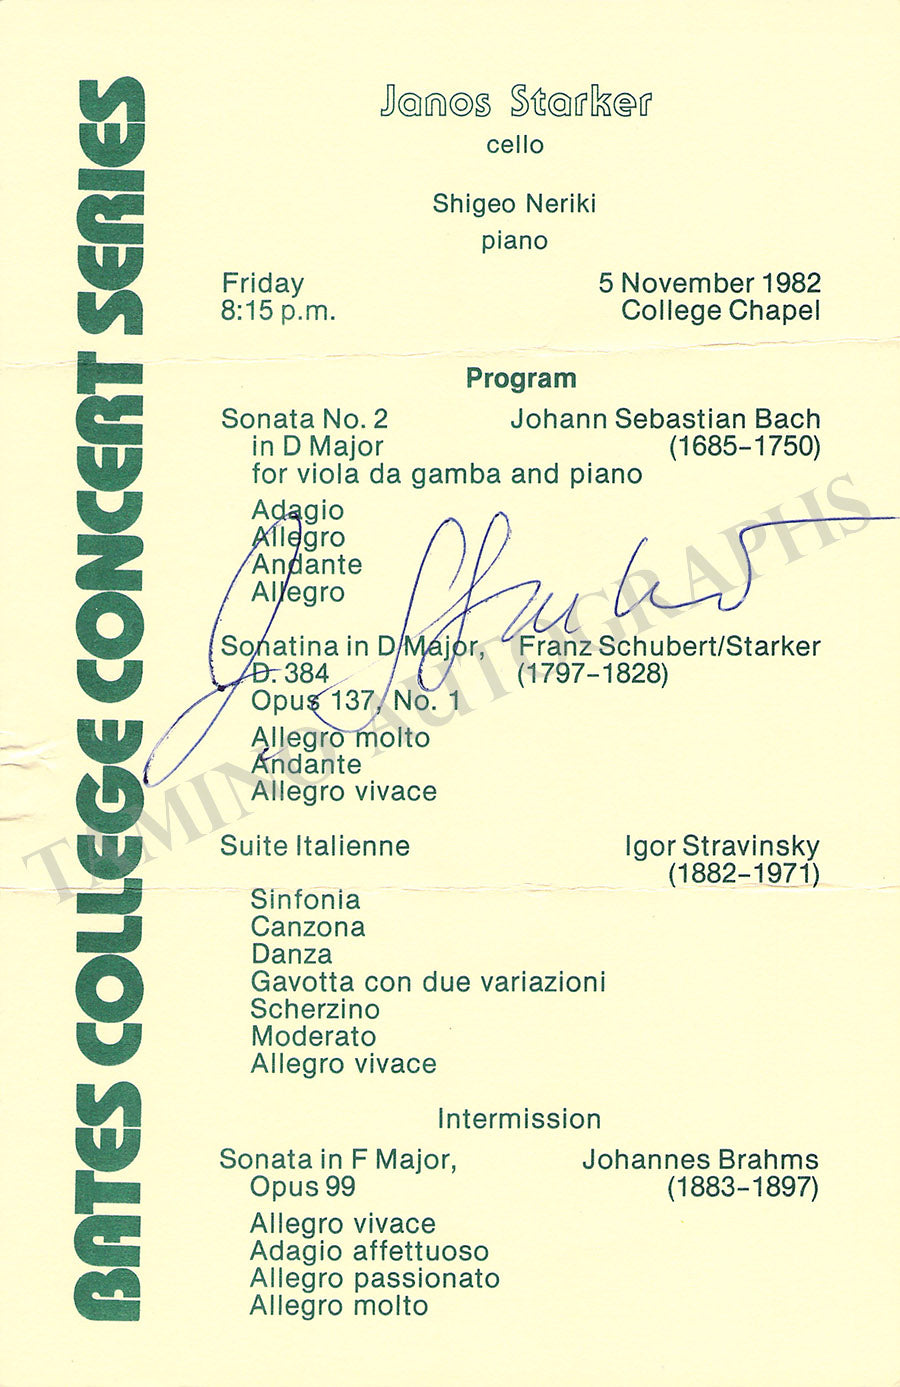 BATES COLLEGE CONCERT SERIES
Janos Starker
cello
Shigeo Neriki
piano
Friday 5 November 1982
8:15 p.m. College Chapel
Program
Sonata No. 2 Johann Sebastian Bach
in D Major (1685–1750)
for viola da gamba and piano
Adagio
Allegro
Andante
Allegro
J. Starker
Sonatina in D Major, Franz Schubert/Starker
D. 384 (1797–1828)
Opus 137, No. 1
Allegro molto
Andante
Allegro vivace
Suite Italienne Igor Stravinsky
(1882–1971)
Sinfonia
Canzona
Danza
Gavotta con due variazioni
Scherzino
Moderato
Allegro vivace
Intermission
Sonata in F Major, Johannes Brahms
Opus 99 (1883–1897)
Allegro vivace
Adagio affettuoso
Allegro passionato
Allegro molto
TAMINO AUTOGRAPHS